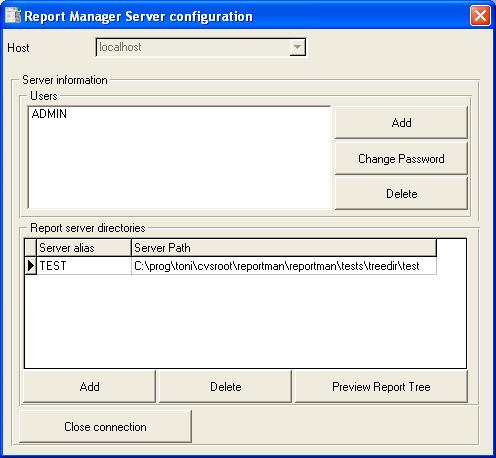 Report Manager Server configuration
Host
localhost
Server information
Users
ADMIN
Add
Change Password
Delete
Report server directories
Server alias Server Path
TEST C:\prog\toni\cvsroot\reportman\reportman\tests\treedir\test
Add Delete Preview Report Tree
Close connection